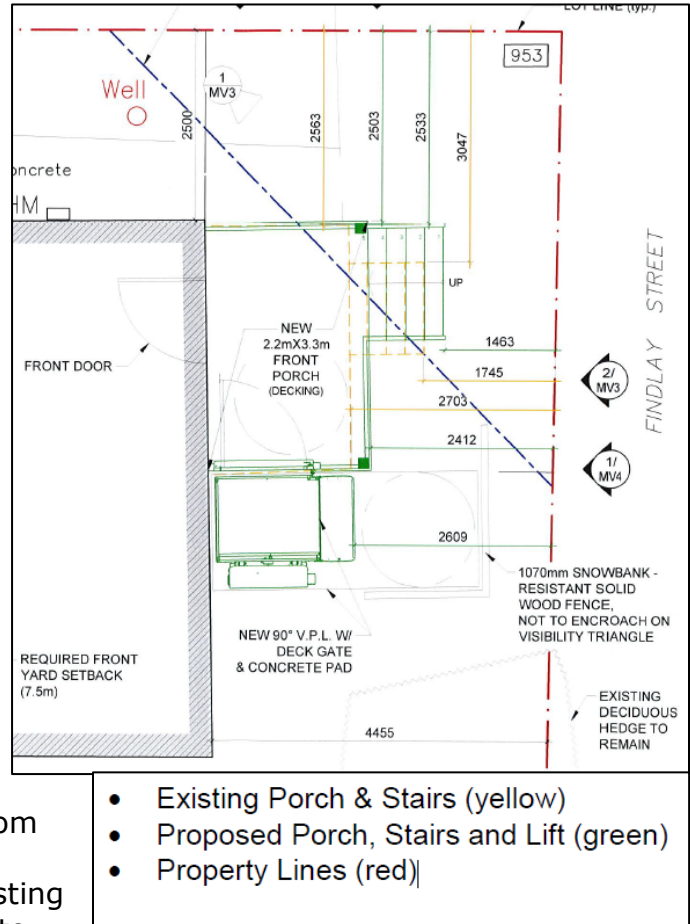 LOT LINE (typ.)
953
Well
1
MV3
2500
2563
2503
2533
3047
oncrete
HM
UP
FINDLAY STREET
NEW
2.2mX3.3m
FRONT
PORCH
(DECKING)
FRONT DOOR
1463
1745
2/
MV3
2703
2412
1/
MV4
2609
1070mm SNOWBANK -
RESISTANT SOLID
WOOD FENCE,
NOT TO ENCROACH ON
VISIBILITY TRIANGLE
NEW 90° V.P.L. W/
DECK GATE
& CONCRETE PAD
REQUIRED FRONT
YARD SETBACK
(7.5m)
EXISTING
DECIDUOUS
HEDGE TO
REMAIN
4455
om
sting
• Existing Porch & Stairs (yellow)
• Proposed Porch, Stairs and Lift (green)
• Property Lines (red)